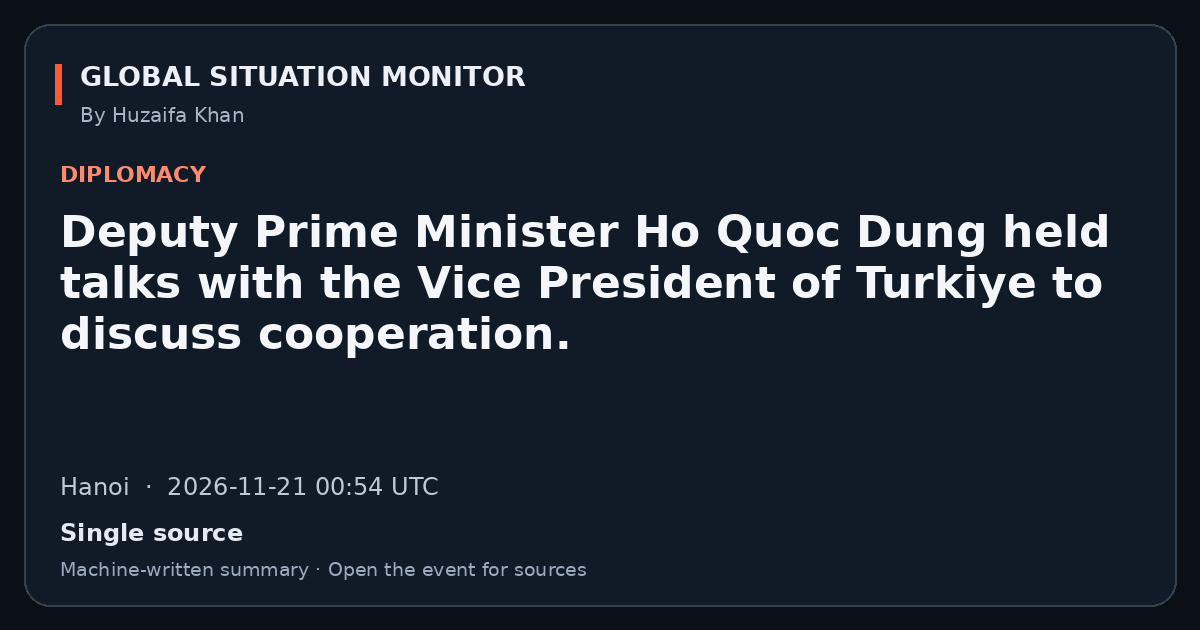 GLOBAL SITUATION MONITOR
By Huzaifa Khan
DIPLOMACY
Deputy Prime Minister Ho Quoc Dung held
talks with the Vice President of Turkiye to
discuss cooperation.
Hanoi · 2026-11-21 00:54 UTC
Single source
Machine-written summary · Open the event for sources